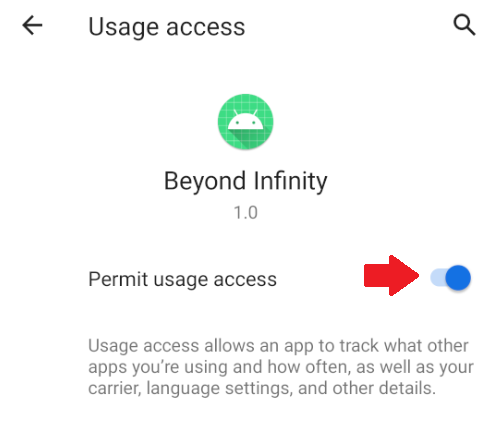 Usage access
Beyond Infinity
1.0
Permit usage access
Usage access allows an app to track what other
apps you're using and how often, as well as your
carrier, language settings, and other details.